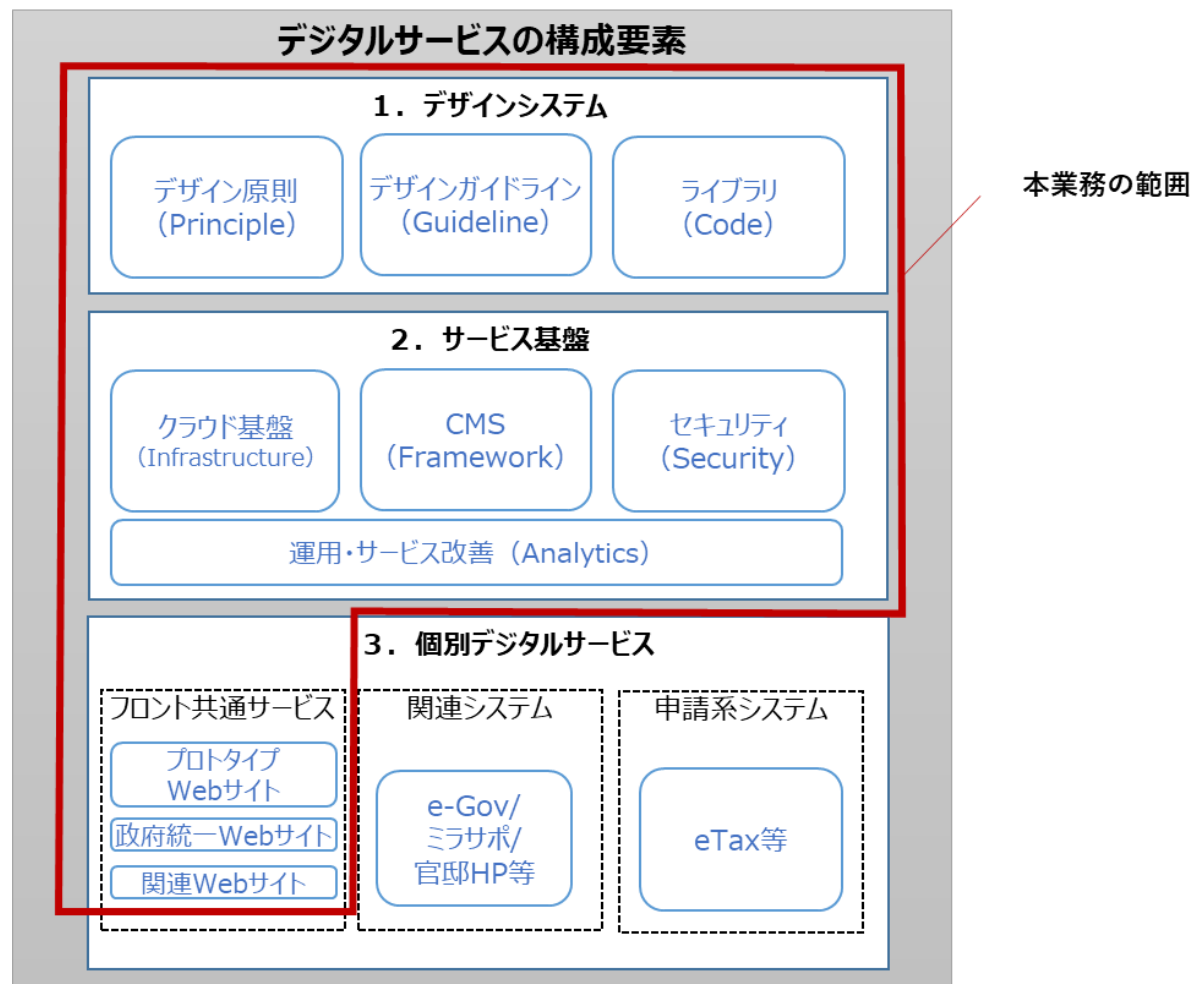 デジタルサービスの構成要素
本業務の範囲
1．デザインシステム
デザイン原則
（Principle）
デザインガイドライン
（Guideline）
ライブラリ
（Code）
2．サービス基盤
クラウド基盤
（Infrastructure）
CMS
（Framework）
セキュリティ
（Security）
運用・サービス改善（Analytics）
3．個別デジタルサービス
フロント共通サービス
プロトタイプ
Webサイト
政府統一Webサイト
関連Webサイト
関連システム
e-Gov/
ミラサポ/
官邸HP等
申請系システム
eTax等